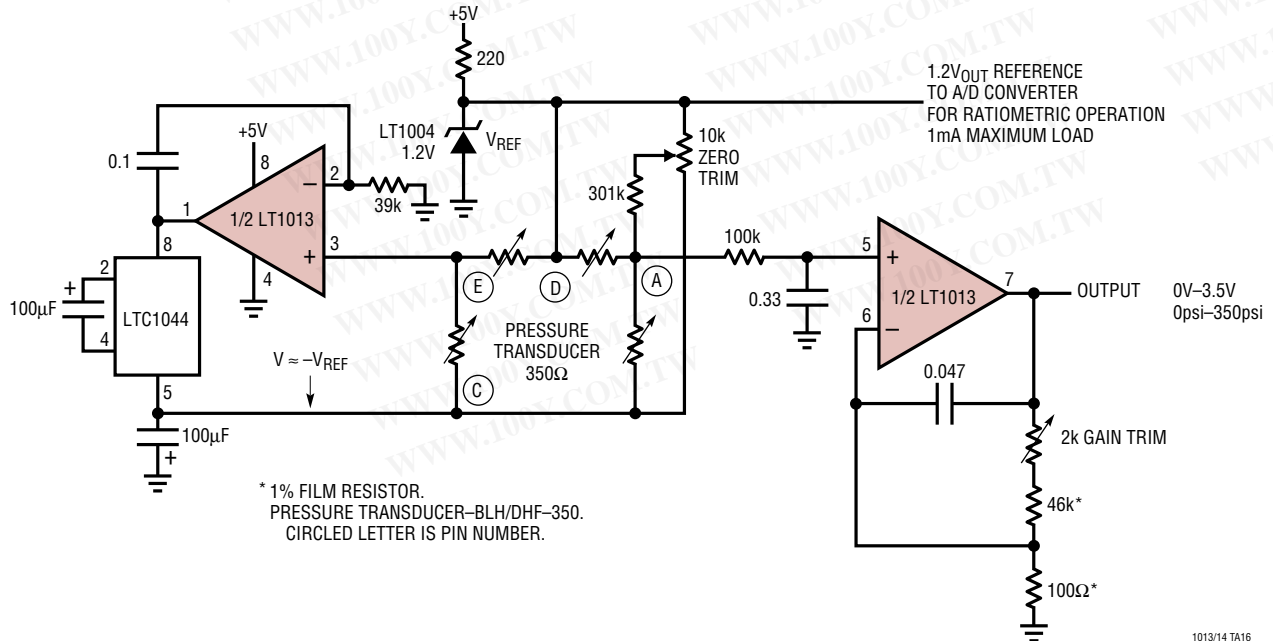 +5V
220
1.2V_OUT REFERENCE
TO A/D CONVERTER
FOR RATIOMETRIC OPERATION
1mA MAXIMUM LOAD
LT1004
1.2V
V_REF
10k
ZERO
TRIM
+5V
8
0.1
2
–
39k
1
1/2 LT1013
3
+
4
301k
100k
8
2
+
100µF
LTC1044
4
5
E
D
A
PRESSURE
TRANSDUCER
350Ω
C
V ≈ –V_REF
100µF
+
0.33
5
+
1/2 LT1013
7
6
–
OUTPUT
0V–3.5V
0psi–350psi
0.047
2k GAIN TRIM
46k*
100Ω*
* 1% FILM RESISTOR.
PRESSURE TRANSDUCER–BLH/DHF–350.
CIRCLED LETTER IS PIN NUMBER.
1013/14 TA16
WWW.100Y.COM.TW